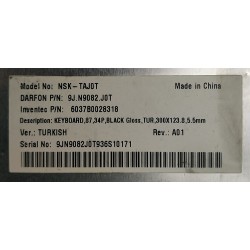 Model No: NSK-TAJ0T Made in China
DARFON P/N: 9J.N9082.J0T
Inventec P/N: 6037B0028318
Description: KEYBOARD,87,34P,BLACK Gloss,TUR,300X123.8,5.5mm
Ver.: TURKISH Rev.: A01
Serial No: 9JN9082J0T936S10171